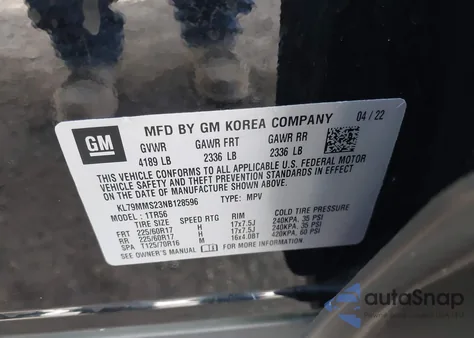 GM
MFD BY GM KOREA COMPANY 04 / 22
GVWR GAWR FRT GAWR RR
4189 LB 2336 LB 2336 LB
THIS VEHICLE CONFORMS TO ALL APPLICABLE U.S. FEDERAL MOTOR
VEHICLE SAFETY, BUMPER, AND THEFT PREVENTION STANDARDS
IN EFFECT ON THE DATE OF MANUFACTURE SHOWN ABOVE.
KL79MMS23NB128596 TYPE: MPV
MODEL: 1TR56
TIRE SIZE SPEED RTG RIM COLD TIRE PRESSURE
FRT 225/60R17 H 17x7.5J 240KPA, 35 PSI
RR 225/60R17 H 17x7.5J 240KPA, 35 PSI
SPA T125/70R16 M 16x4.0BT 420KPA, 60 PSI
SEE OWNER'S MANUAL FOR MORE INFORMATION
autoSnap